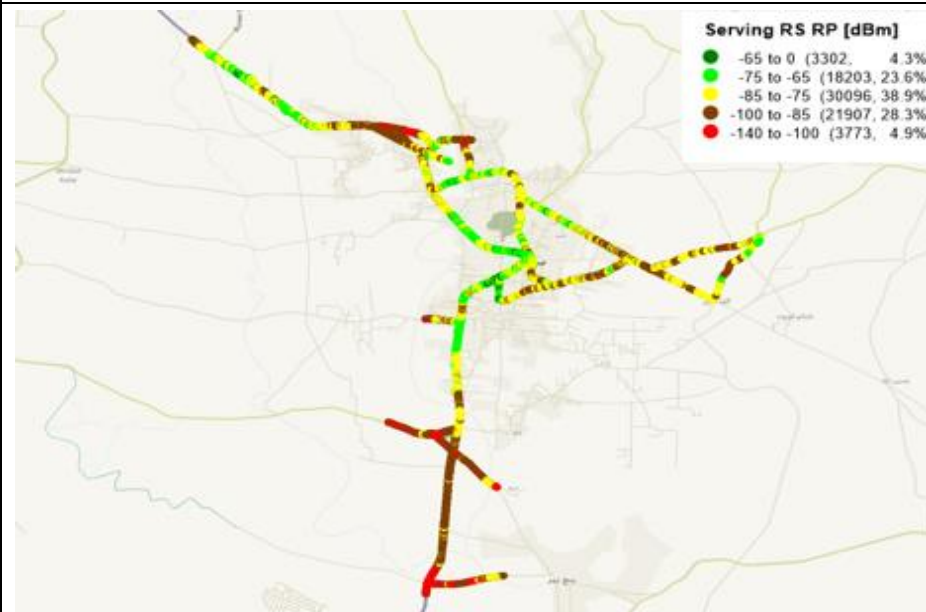 Serving RS RP [dBm]
-65 to 0 (3302, 4.3%
-75 to -65 (18203, 23.6%
-85 to -75 (30096, 38.9%
-100 to -85 (21907, 28.3%
-140 to -100 (3773, 4.9%